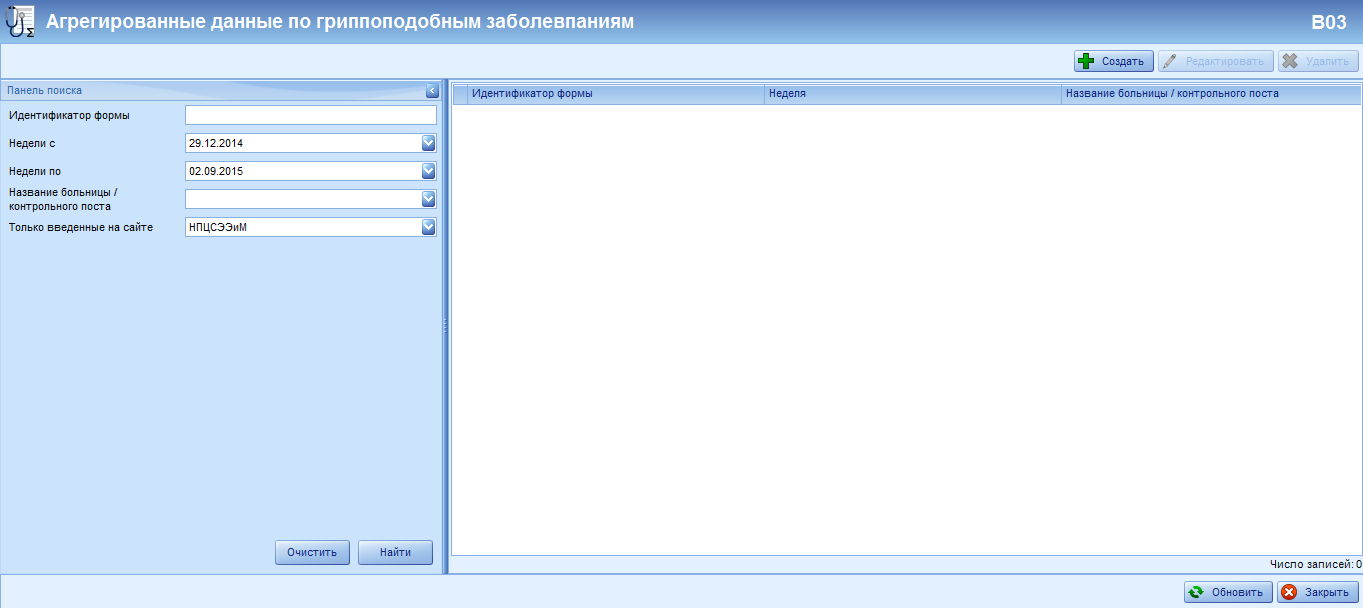 Агрегированные данные по гриппоподобным заболевпаниям
B03
Создать
Редактировать
Удалить
Панель поиска
Идентификатор формы
Недели с
29.12.2014
Недели по
02.09.2015
Название больницы /
контрольного поста
Только введенные на сайте
НПЦСЭЭиМ
Очистить
Найти
Идентификатор формы
Неделя
Название больницы / контрольного поста
Число записей: 0
Обновить
Закрыть